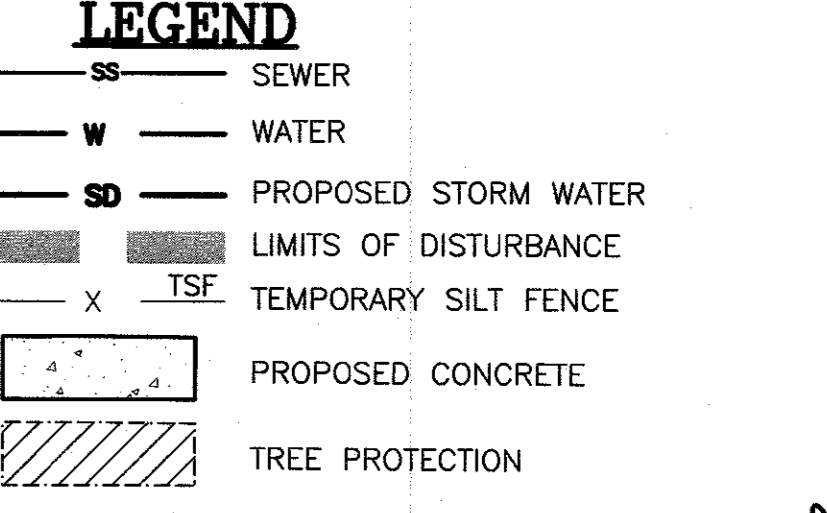 LEGEND
SS SEWER
W WATER
SD PROPOSED STORM WATER
LIMITS OF DISTURBANCE
X TSF TEMPORARY SILT FENCE
PROPOSED CONCRETE
TREE PROTECTION